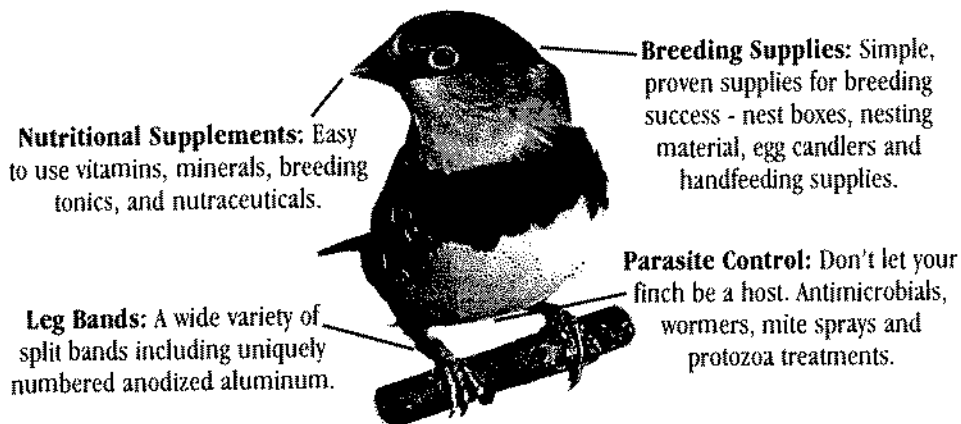 Nutritional Supplements: Easy
to use vitamins, minerals, breeding
tonics, and nutraceuticals.
Leg Bands: A wide variety of
split bands including uniquely
numbered anodized aluminum.
Breeding Supplies: Simple,
proven supplies for breeding
success - nest boxes, nesting
material, egg candlers and
handfeeding supplies.
Parasite Control: Don't let your
finch be a host. Antimicrobials,
wormers, mite sprays and
protozoa treatments.